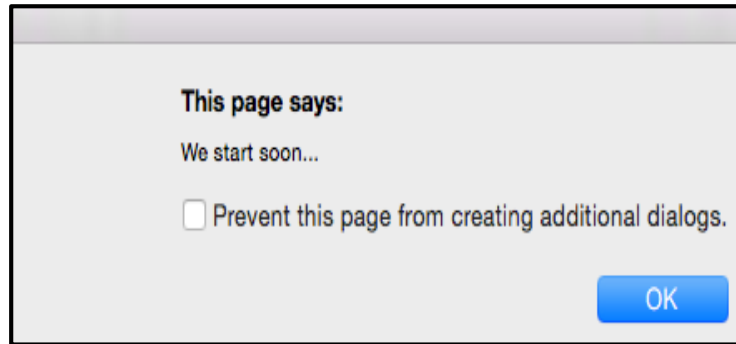 This page says:
We start soon...
Prevent this page from creating additional dialogs.
OK